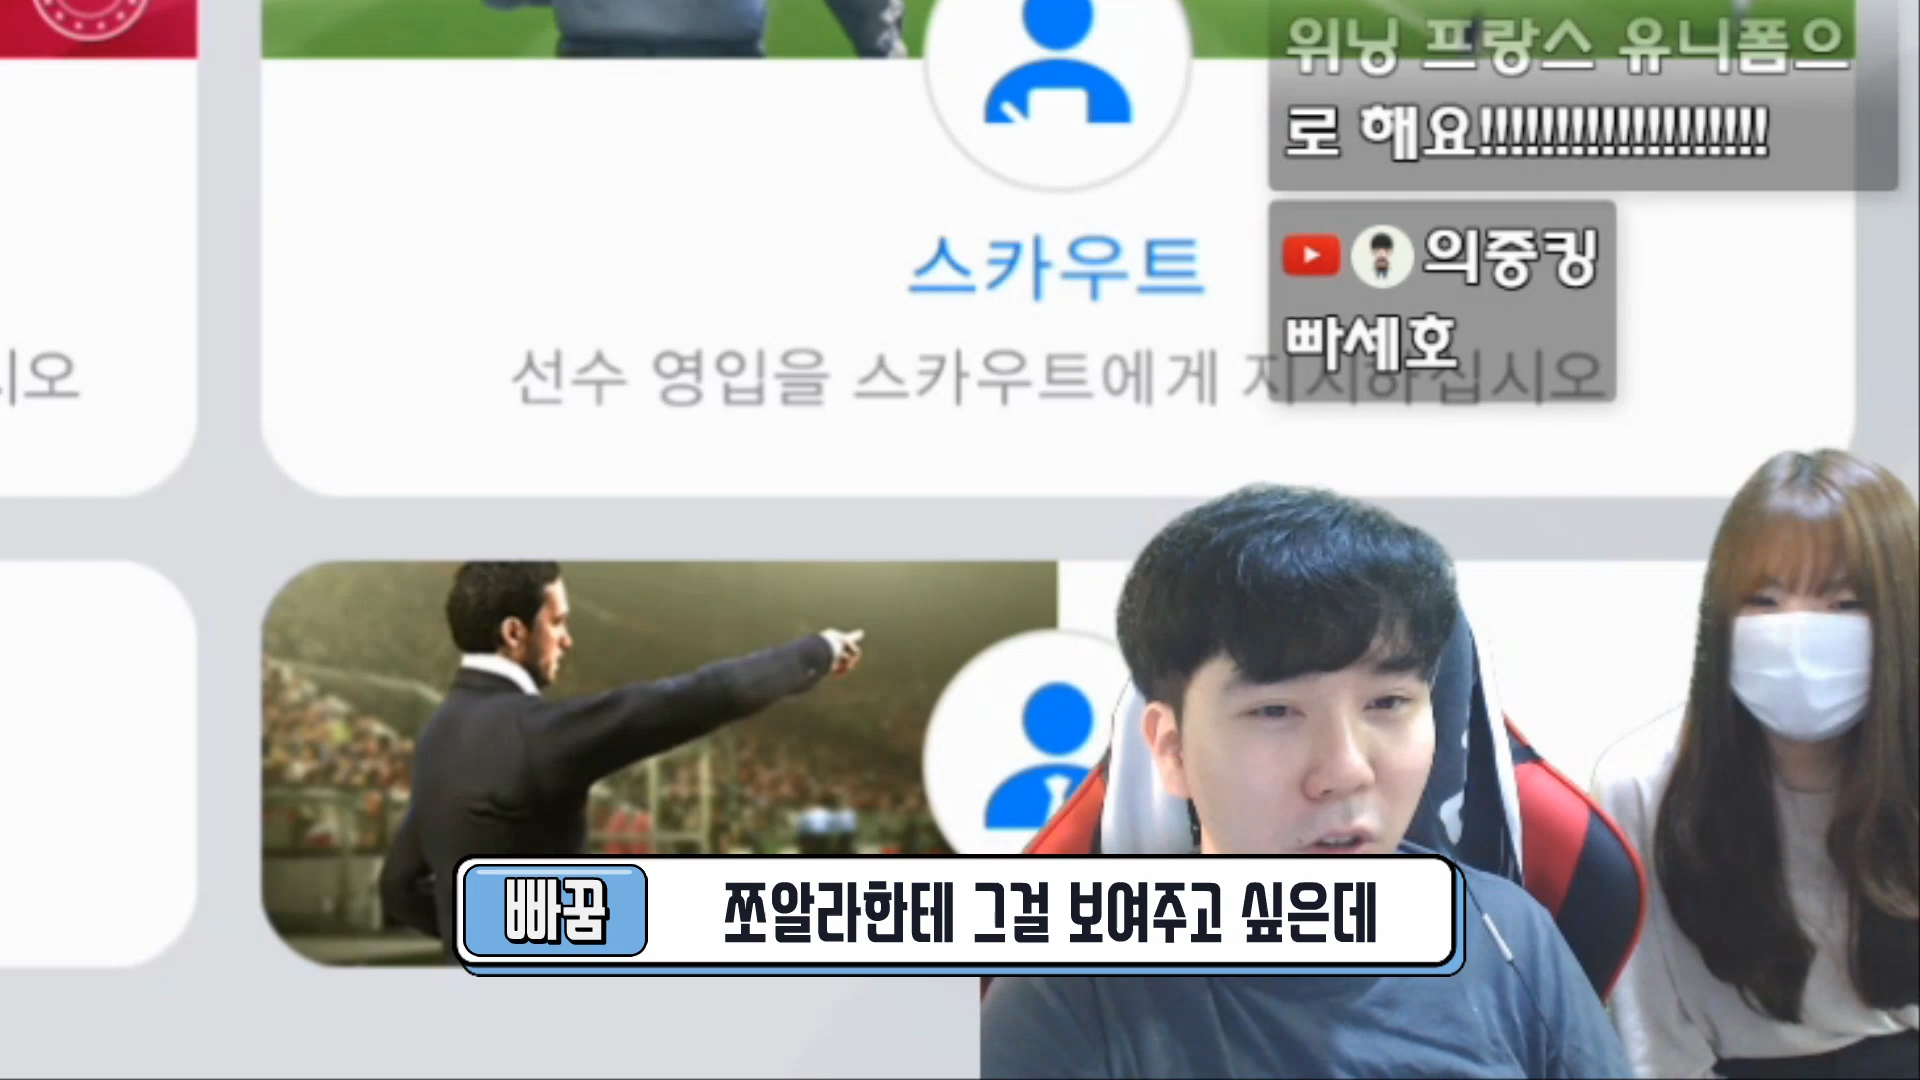 위닝 프랑스 유니폼으
로 해요!!!!!!!!!!!!!!!!!!!
의중킹
빠세호
스카우트
선수 영입을 스카우트에게 지시하십시오
시오
빠꿈
쪼알라한테 그걸 보여주고 싶은데